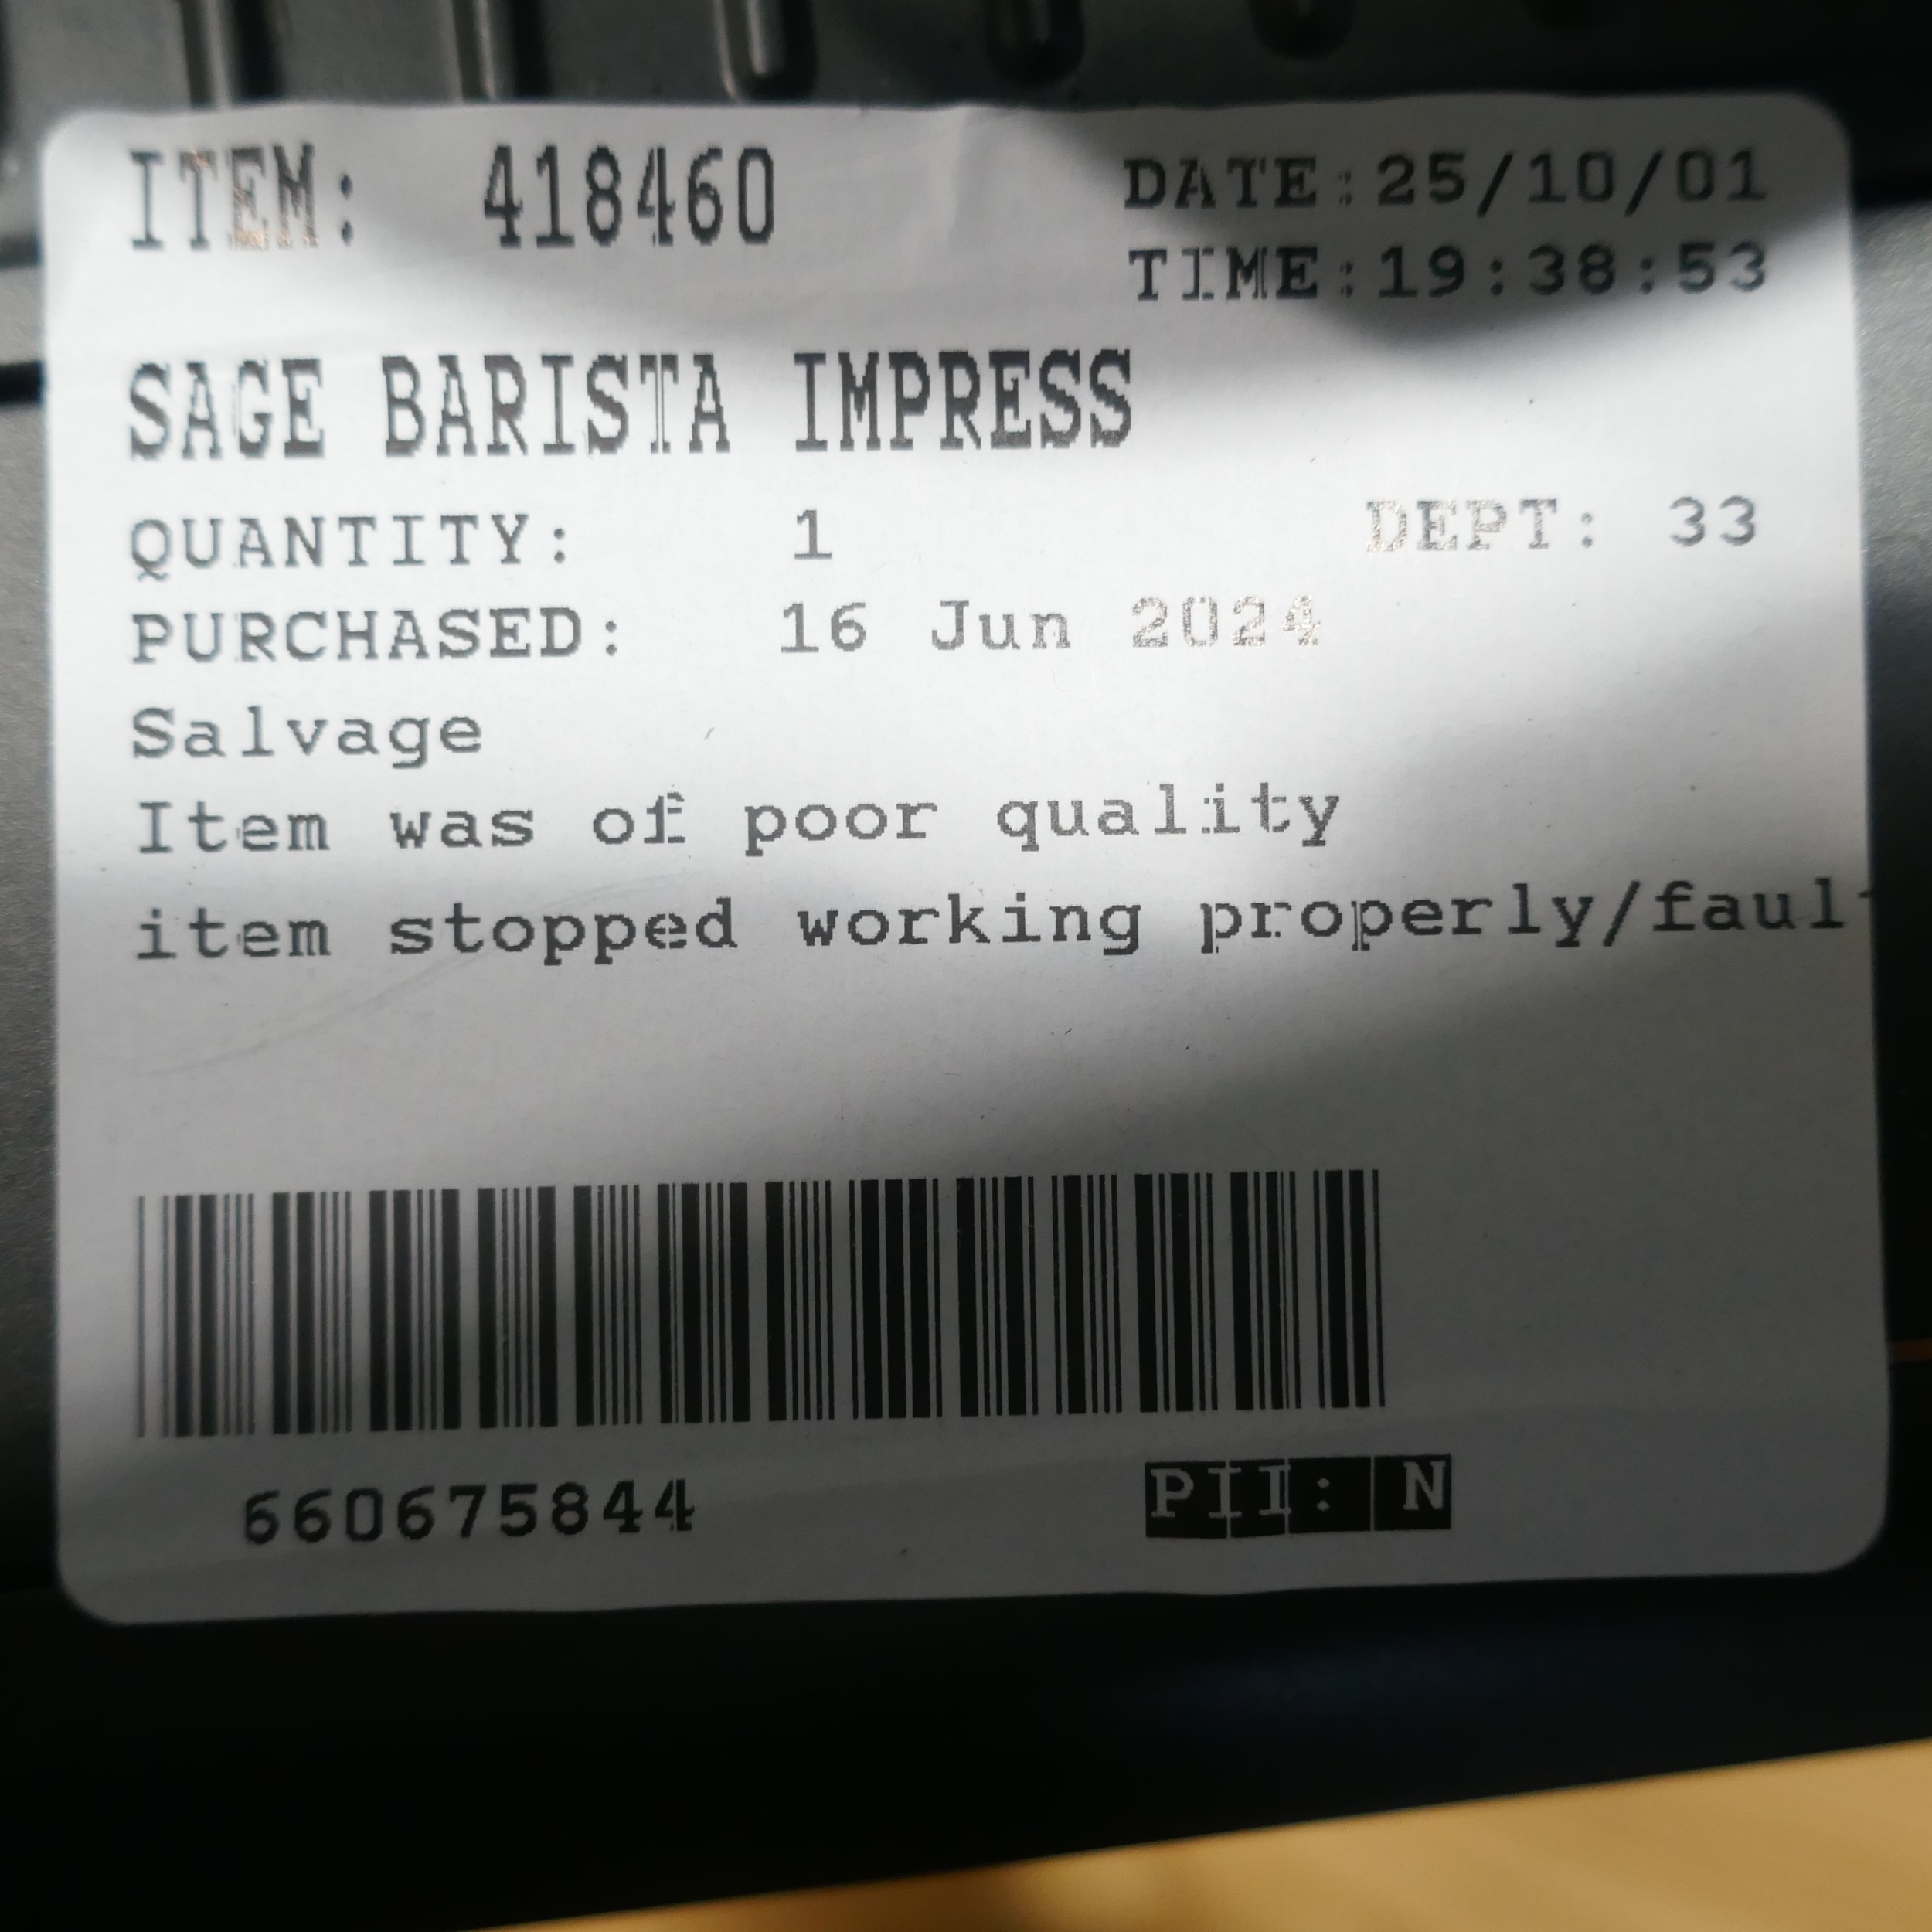 ITEM: 418460
DATE:25/10/01
TIME:19:38:53
SAGE BARISTA IMPRESS
QUANTITY: 1
DEPT: 33
PURCHASED: 16 Jun 2024
Salvage
Item was of poor quality
item stopped working properly/faul
660675844
PII: N